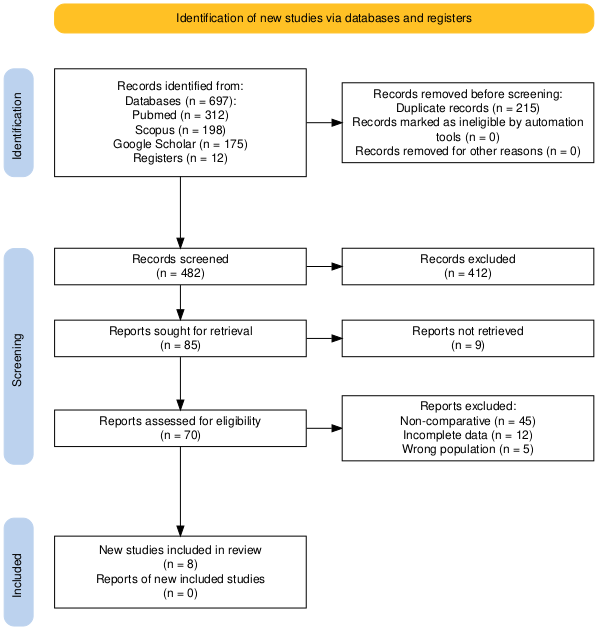 Identification of new studies via databases and registers
Identification
Records identified from:
Databases (n = 697):
Pubmed (n = 312)
Scopus (n = 198)
Google Scholar (n = 175)
Registers (n = 12)
Records removed before screening:
Duplicate records (n = 215)
Records marked as ineligible by automation
tools (n = 0)
Records removed for other reasons (n = 0)
Screening
Records screened
(n = 482)
Records excluded
(n = 412)
Reports sought for retrieval
(n = 85)
Reports not retrieved
(n = 9)
Reports assessed for eligibility
(n = 70)
Reports excluded:
Non-comparative (n = 45)
Incomplete data (n = 12)
Wrong population (n = 5)
Included
New studies included in review
(n = 8)
Reports of new included studies
(n = 0)